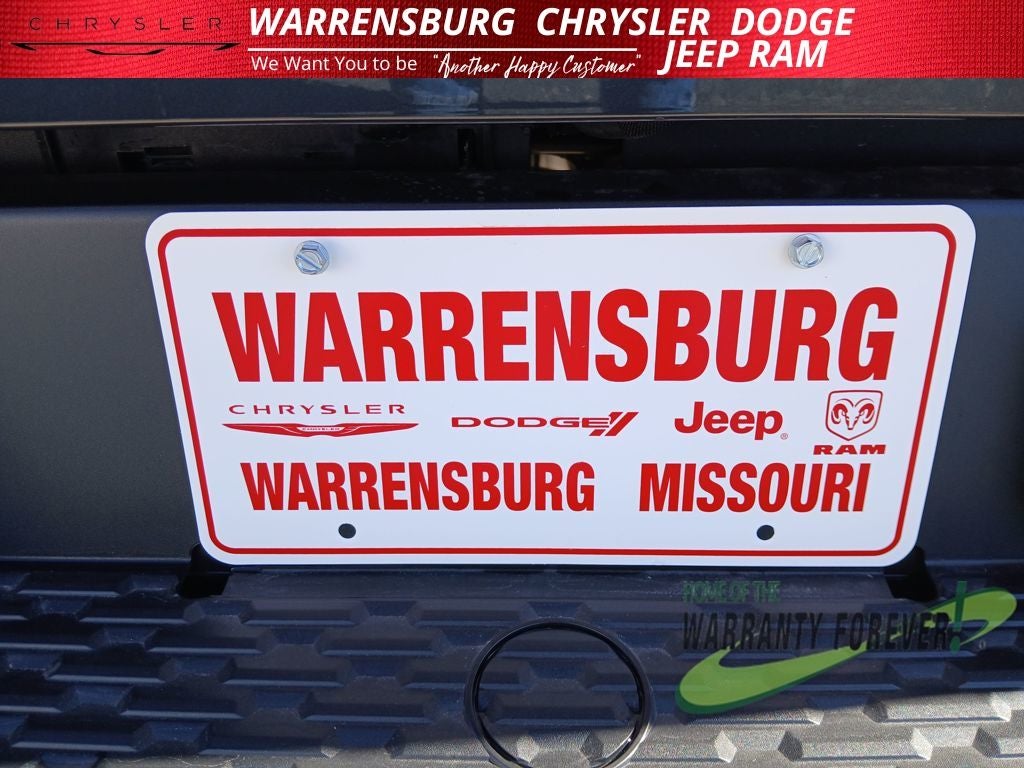 CHRYSLER
WARRENSBURG CHRYSLER DODGE
JEEP RAM
We Want You to be "Another Happy Customer"
WARRENSBURG
CHRYSLER
CHRYSLER
DODGE
Jeep®
RAM
WARRENSBURG MISSOURI
HOME OF THE
WARRANTY FOREVER!